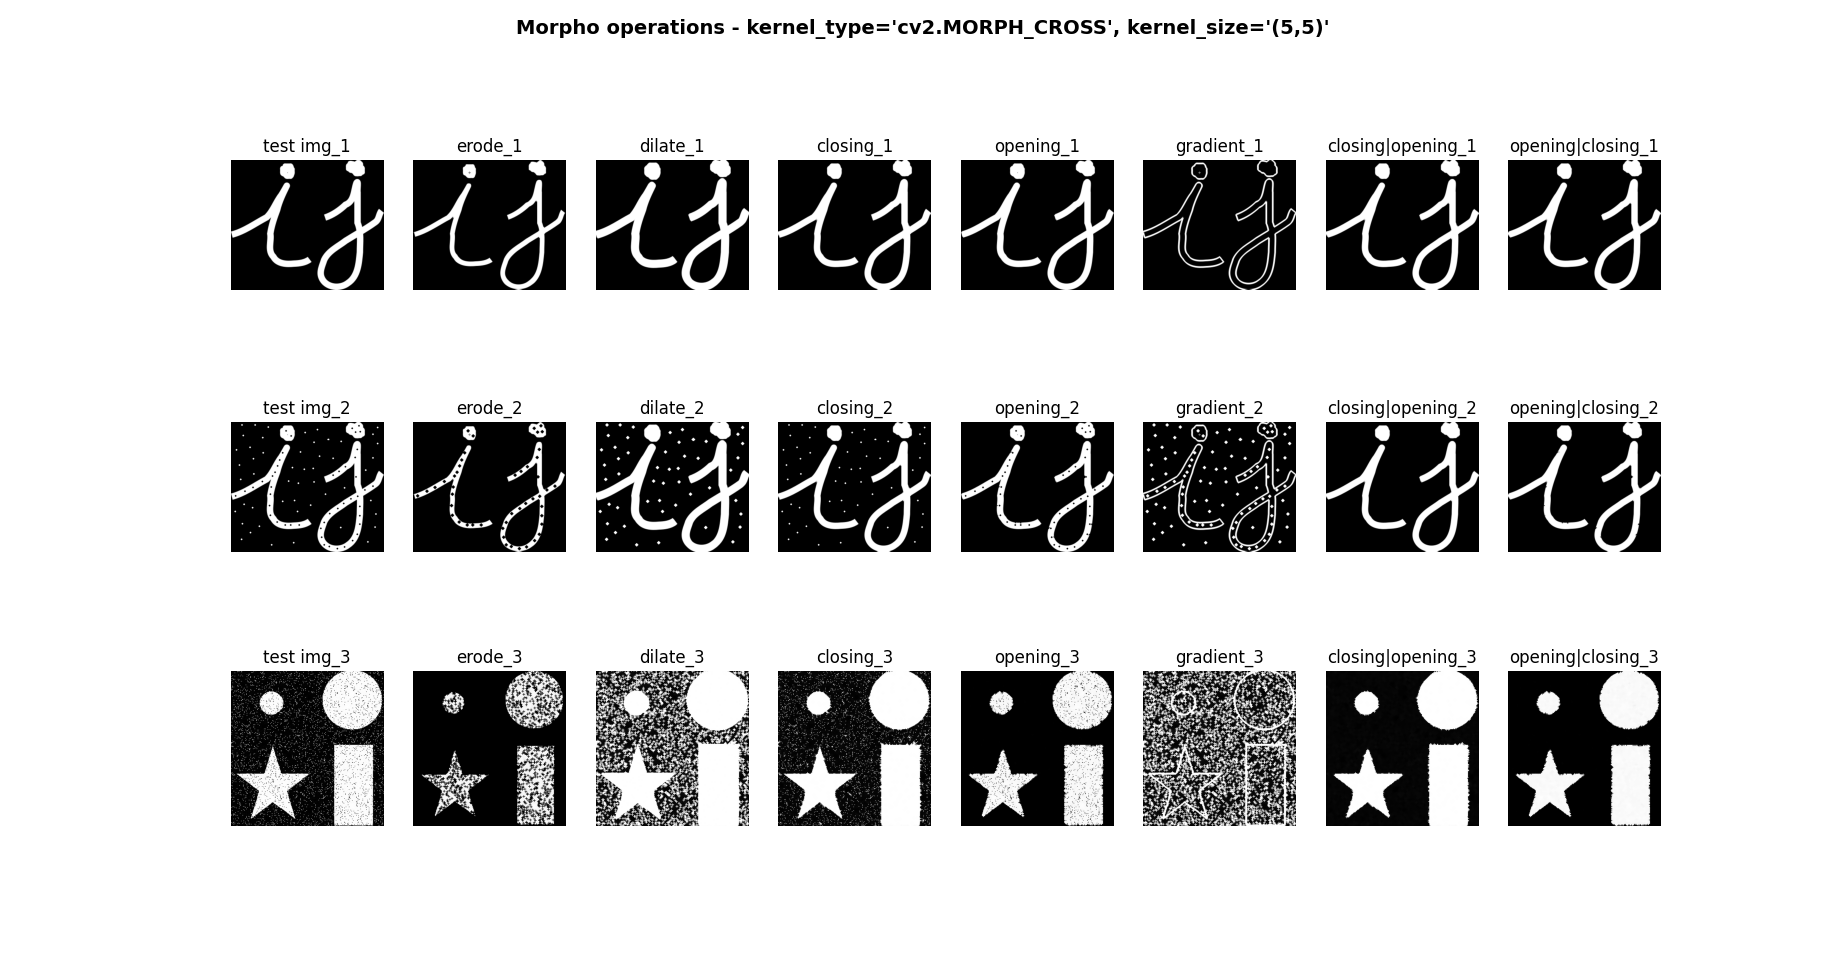 Morpho operations - kernel_type='cv2.MORPH_CROSS', kernel_size='(5,5)'
test img_1 erode_1 dilate_1 closing_1 opening_1 gradient_1 closing|opening_1 opening|closing_1
i j i j i j i j i j i j i j i j
test img_2 erode_2 dilate_2 closing_2 opening_2 gradient_2 closing|opening_2 opening|closing_2
i j i j i j i j i j i j i j i j
test img_3 erode_3 dilate_3 closing_3 opening_3 gradient_3 closing|opening_3 opening|closing_3